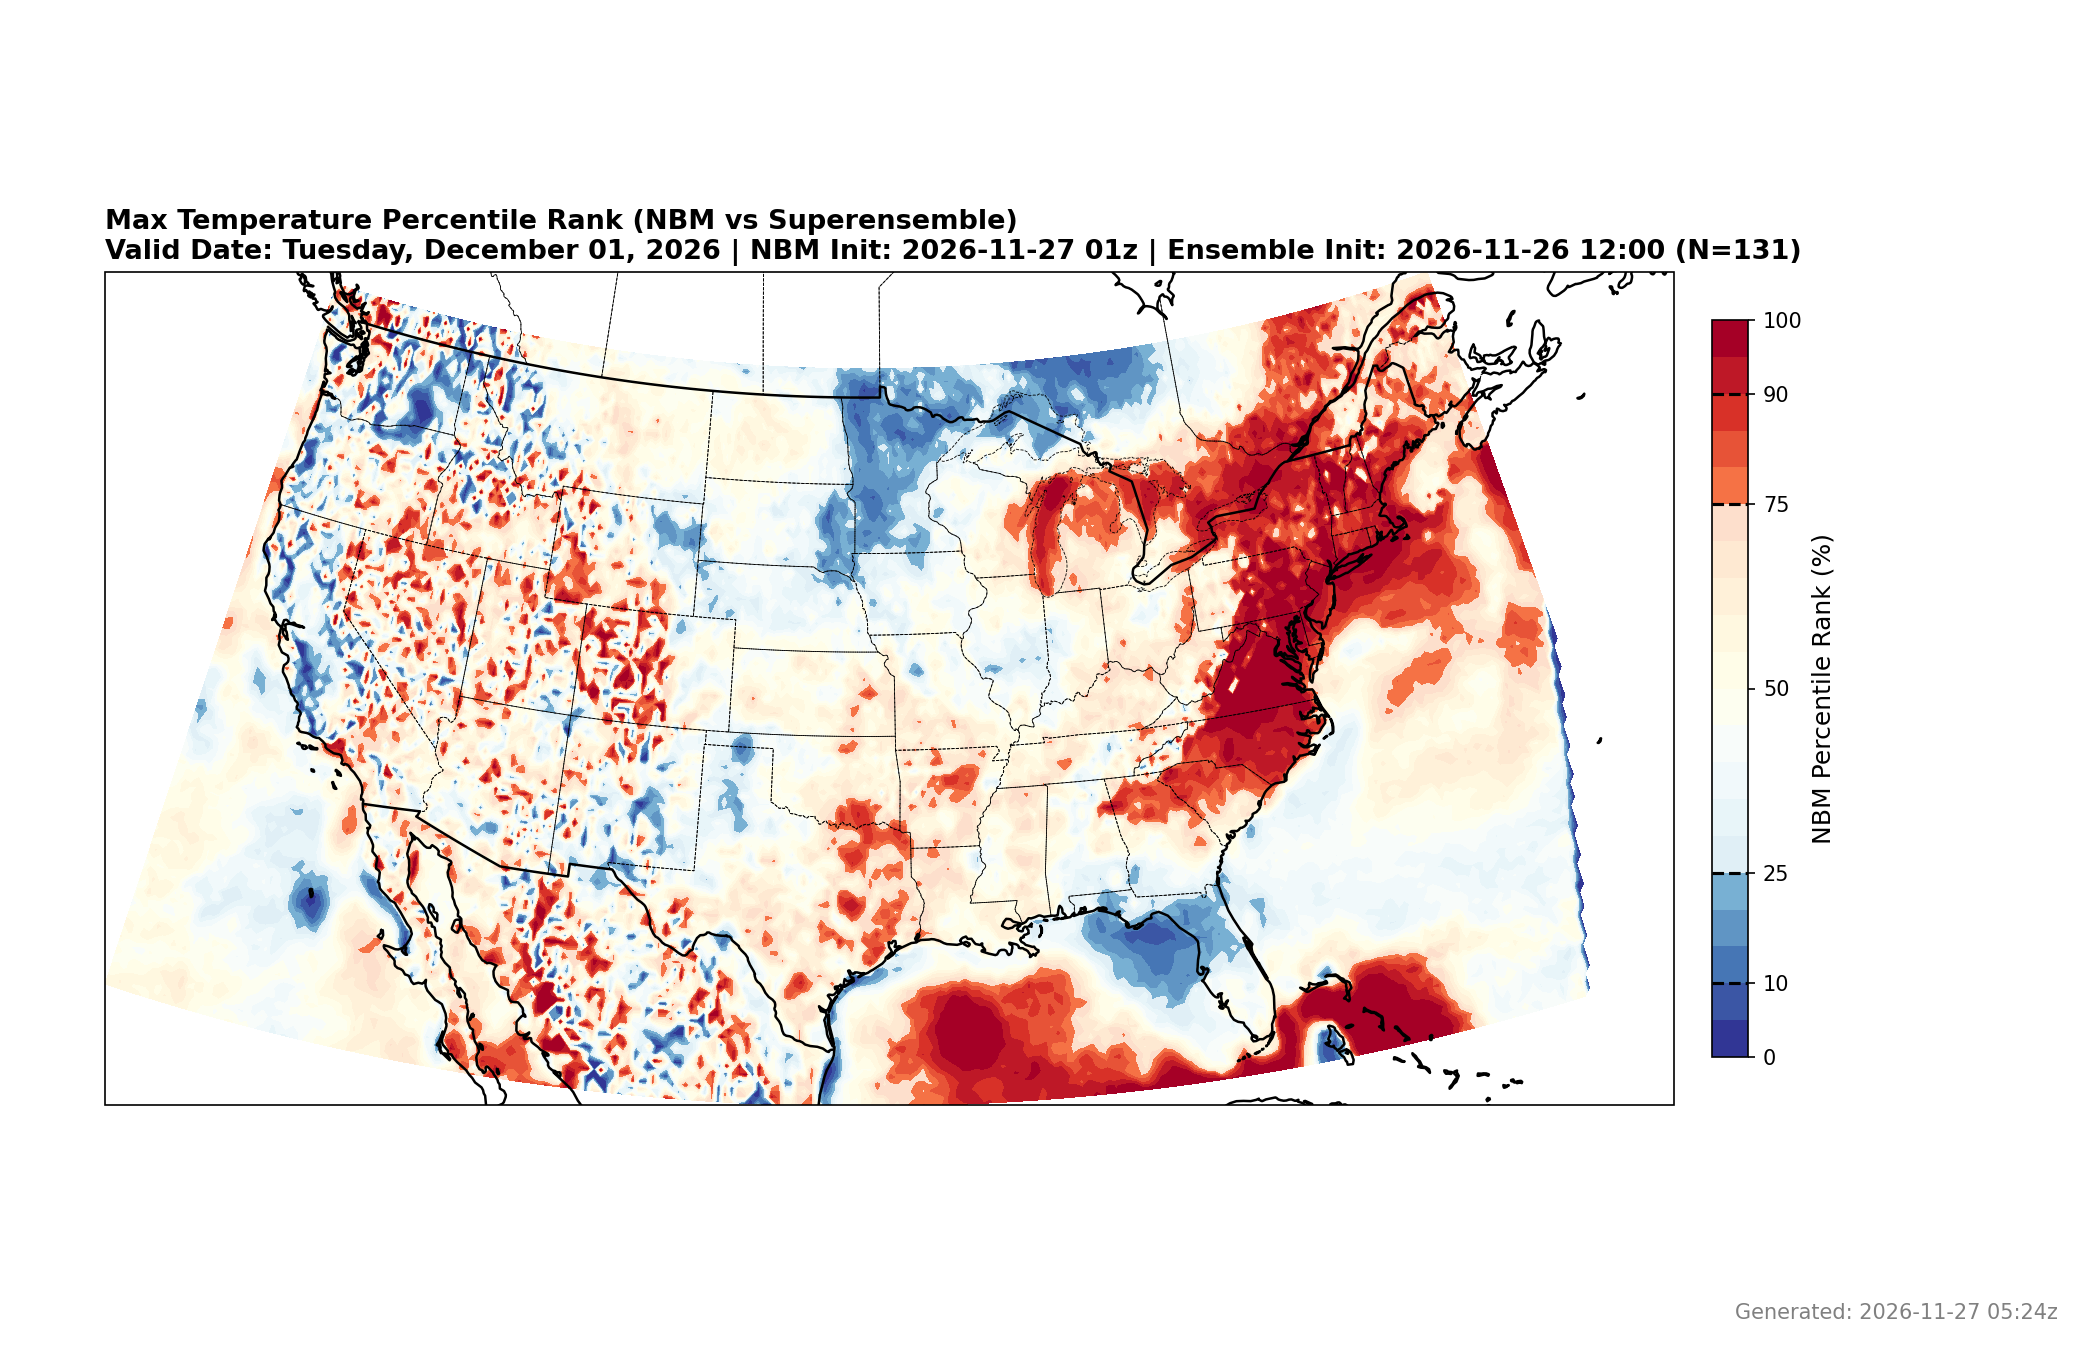 Max Temperature Percentile Rank (NBM vs Superensemble)
Valid Date: Tuesday, December 01, 2026 | NBM Init: 2026-11-27 01z | Ensemble Init: 2026-11-26 12:00 (N=131)
100
90
75
50
25
10
0
NBM Percentile Rank (%)
Generated: 2026-11-27 05:24z